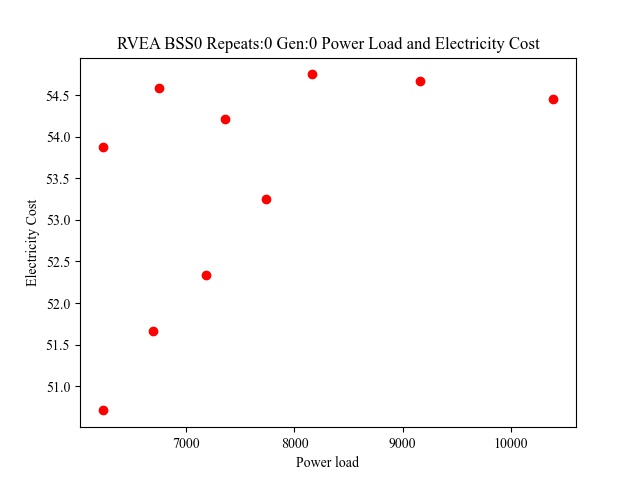 RVEA BSS0 Repeats:0 Gen:0 Power Load and Electricity Cost
54.5
54.0
53.5
53.0
52.5
52.0
51.5
51.0
Electricity Cost
7000 8000 9000 10000
Power load